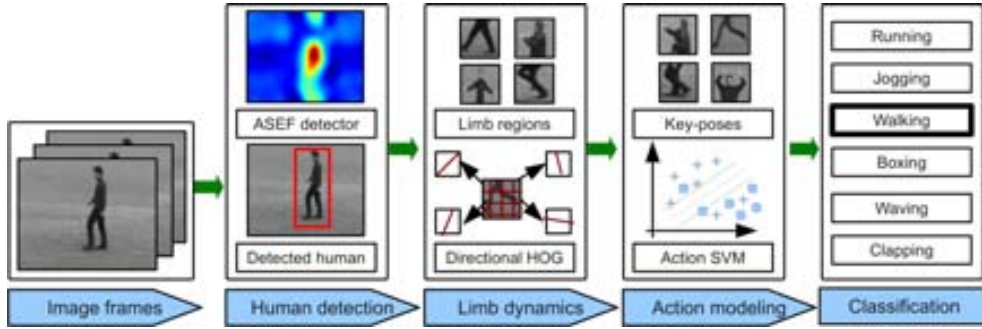 ASEF detector
Detected human
Limb regions
Directional HOG
Key-poses
Action SVM
Running
Jogging
Walking
Boxing
Waving
Clapping
Image frames
Human detection
Limb dynamics
Action modeling
Classification